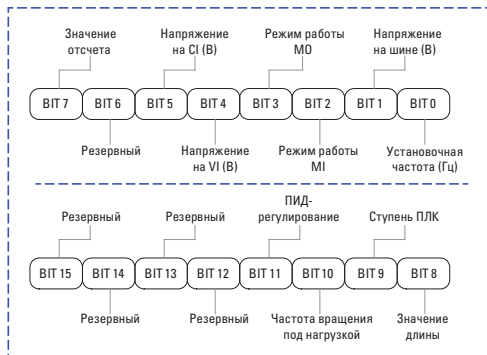 Значение отсчета
Напряжение на CI (В)
Режим работы MO
Напряжение на шине (В)
BIT 7 BIT 6 BIT 5 BIT 4 BIT 3 BIT 2 BIT 1 BIT 0
Резервный
Напряжение на VI (В)
Режим работы MI
Установочная частота (Гц)
Резервный
Резервный
ПИД-регулирование
Ступень ПЛК
BIT 15 BIT 14 BIT 13 BIT 12 BIT 11 BIT 10 BIT 9 BIT 8
Резервный
Резервный
Частота вращения под нагрузкой
Значение длины